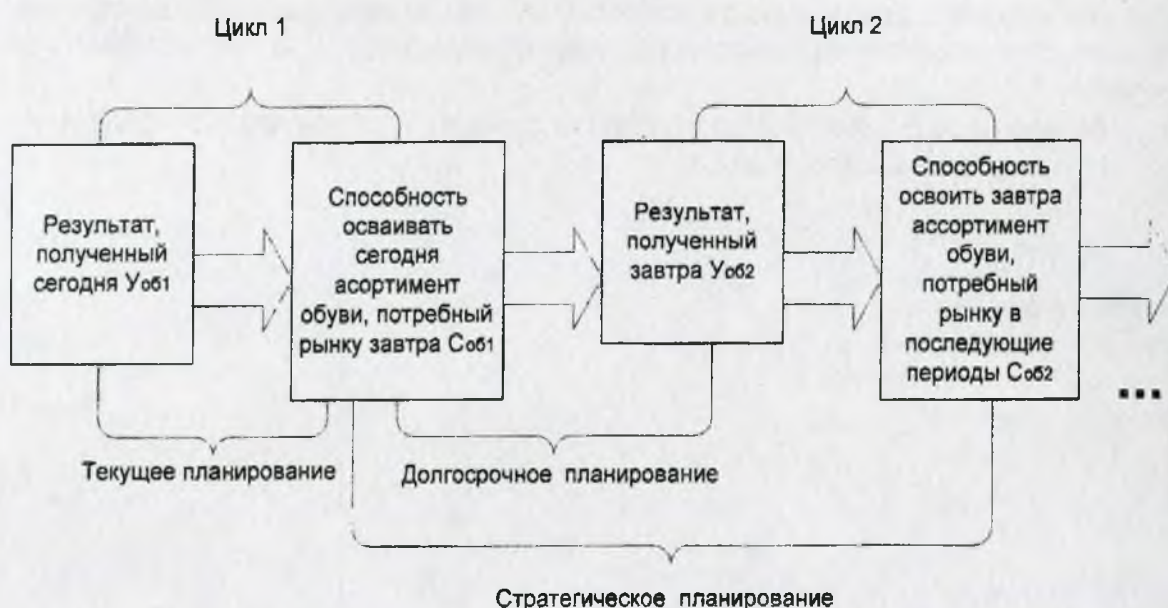 Цикл 1
Цикл 2
Результат,
полученный
сегодня Уоб1
Способность
осваивать
сегодня
асортимент
обуви, потребный
рынку завтра Соб1
Результат,
полученный
завтра Уоб2
Способность
освоить завтра
ассортимент
обуви,
потребный
рынку в
последующие
периоды Соб2
...
Текущее планирование
Долгосрочное планирование
Стратегическое планирование